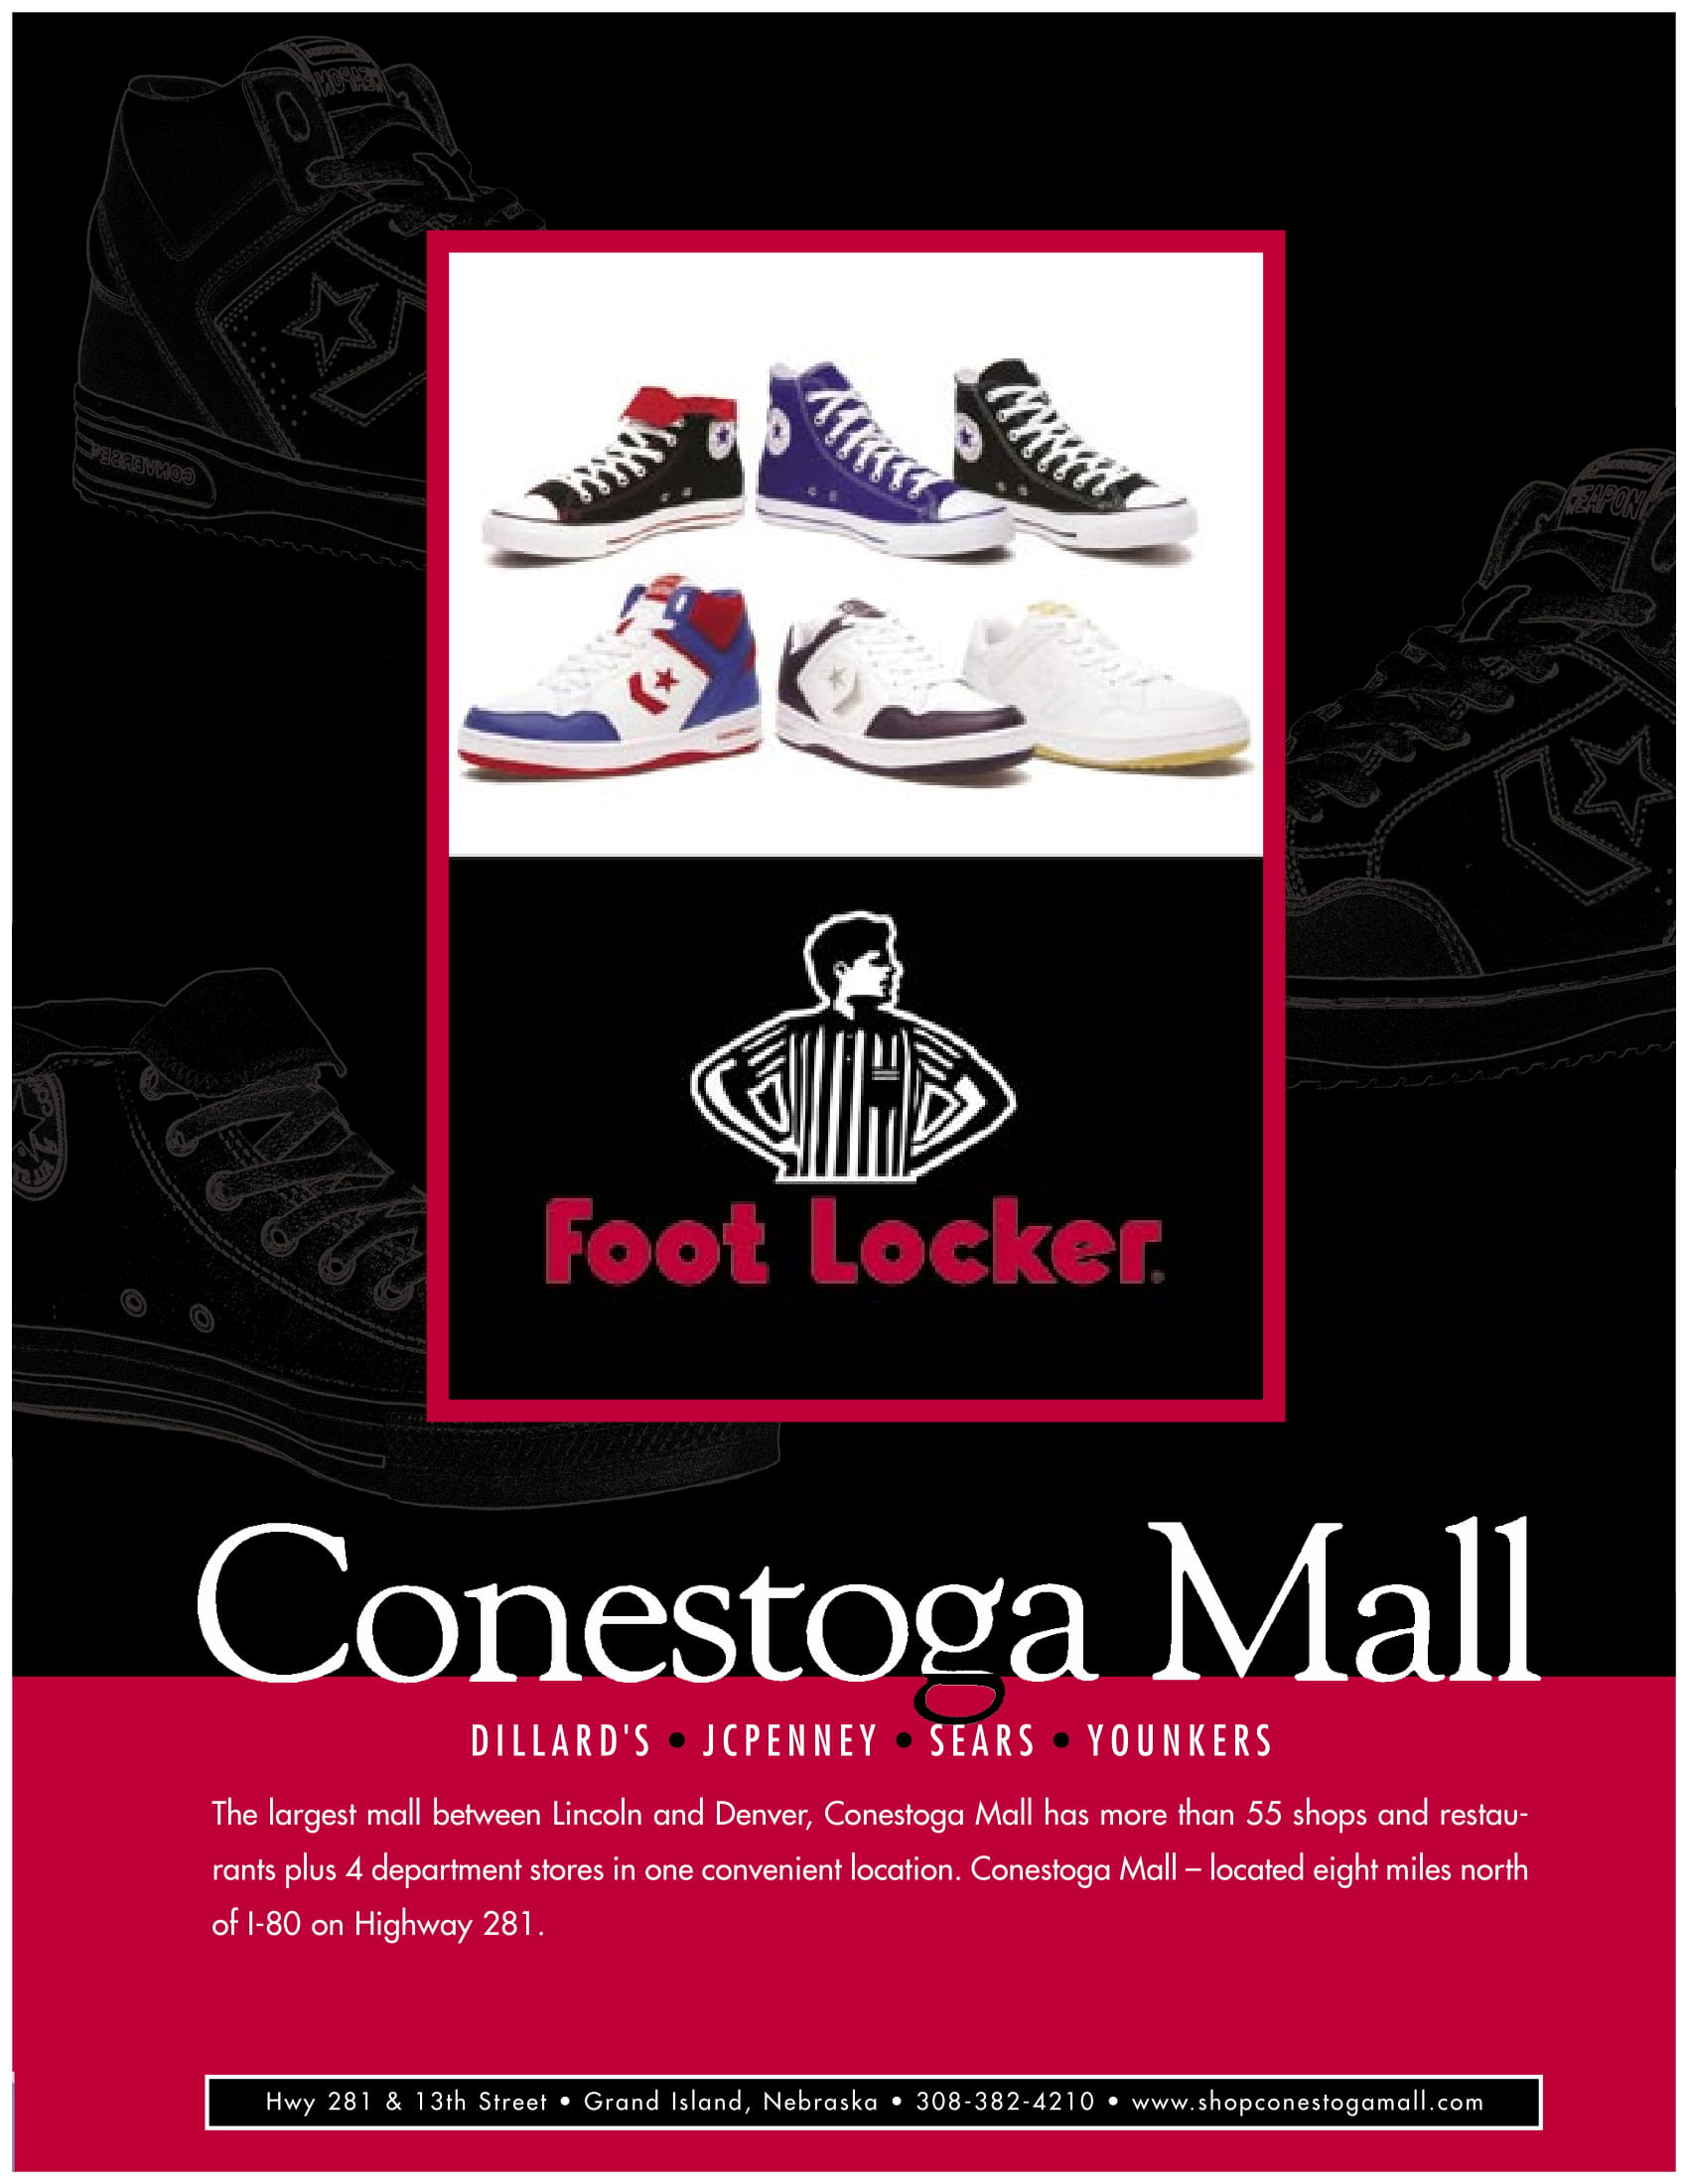 WEAPON
CONVERSE
WEAPON
Foot Locker®
Conestoga Mall
DILLARD'S • JCPENNEY • SEARS • YOUNKERS
The largest mall between Lincoln and Denver, Conestoga Mall has more than 55 shops and restau-
rants plus 4 department stores in one convenient location. Conestoga Mall – located eight miles north
of I-80 on Highway 281.
Hwy 281 & 13th Street • Grand Island, Nebraska • 308-382-4210 • www.shopconestogamall.com